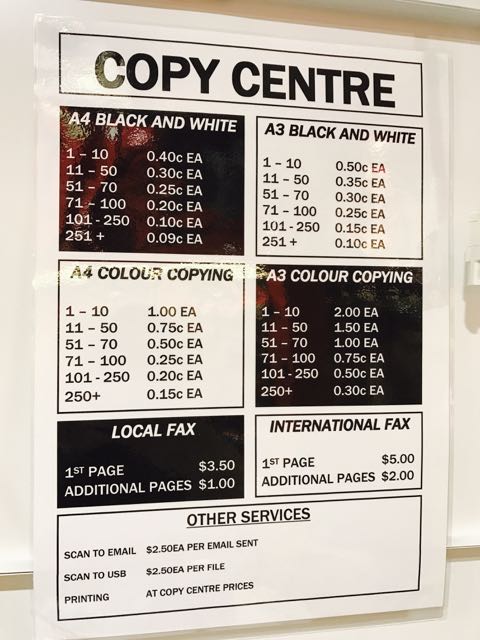 COPY CENTRE
A4 BLACK AND WHITE
1 - 10 0.40c EA
11 - 50 0.30c EA
51 - 70 0.25c EA
71 - 100 0.20c EA
101 - 250 0.10c EA
251 + 0.09c EA
A3 BLACK AND WHITE
1 - 10 0.50c EA
11 - 50 0.35c EA
51 - 70 0.30c EA
71 - 100 0.25c EA
101 - 250 0.15c EA
251 + 0.10c EA
A4 COLOUR COPYING
1 - 10 1.00 EA
11 - 50 0.75c EA
51 - 70 0.50c EA
71 - 100 0.25c EA
101 - 250 0.20c EA
250+ 0.15c EA
A3 COLOUR COPYING
1 - 10 2.00 EA
11 - 50 1.50 EA
51 - 70 1.00 EA
71 - 100 0.75c EA
101 - 250 0.50c EA
250+ 0.30c EA
LOCAL FAX
1ST PAGE $3.50
ADDITIONAL PAGES $1.00
INTERNATIONAL FAX
1ST PAGE $5.00
ADDITIONAL PAGES $2.00
OTHER SERVICES
SCAN TO EMAIL $2.50EA PER EMAIL SENT
SCAN TO USB $2.50EA PER FILE
PRINTING AT COPY CENTRE PRICES